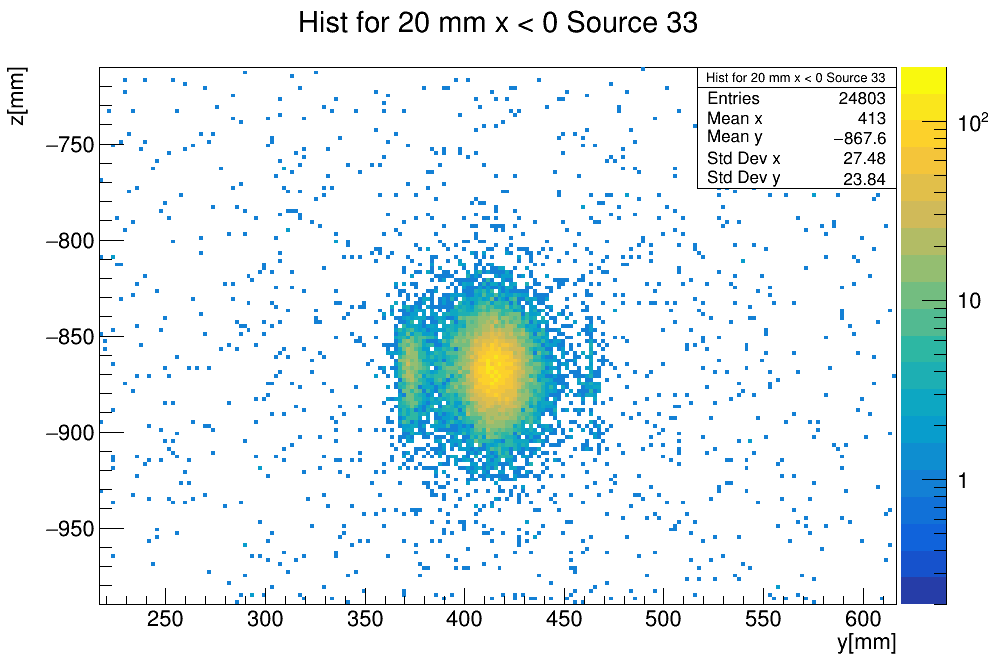 Hist for 20 mm x < 0 Source 33
z[mm]
Hist for 20 mm x < 0 Source 33
Entries 24803
Mean x 413
Mean y −867.6
Std Dev x 27.48
Std Dev y 23.84
−750
−800
−850
−900
−950
10²
10
1
250 300 350 400 450 500 550 600
y[mm]